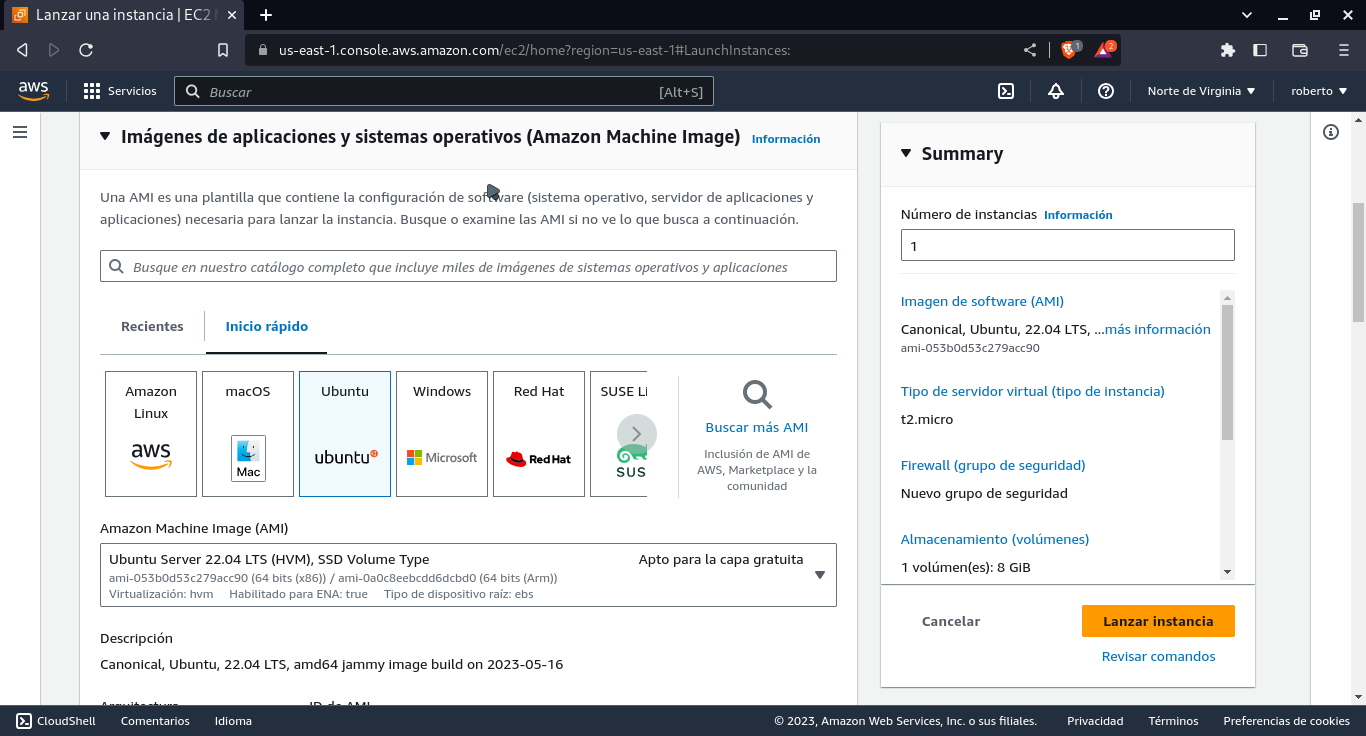 Lanzar una instancia | EC2 M
us-east-1.console.aws.amazon.com/ec2/home?region=us-east-1#LaunchInstances:
1
2
aws
Servicios
Buscar
[Alt+S]
Norte de Virginia
roberto
Imágenes de aplicaciones y sistemas operativos (Amazon Machine Image) Información
Una AMI es una plantilla que contiene la configuración de software (sistema operativo, servidor de aplicaciones y
aplicaciones) necesaria para lanzar la instancia. Busque o examine las AMI si no ve lo que busca a continuación.
Busque en nuestro catálogo completo que incluye miles de imágenes de sistemas operativos y aplicaciones
Recientes
Inicio rápido
Amazon
Linux
aws
macOS
Mac
Ubuntu
ubuntu
Windows
Microsoft
Red Hat
Red Hat
SUSE Li
SUS
Buscar más AMI
Inclusión de AMI de
AWS, Marketplace y la
comunidad
Amazon Machine Image (AMI)
Ubuntu Server 22.04 LTS (HVM), SSD Volume Type
Apto para la capa gratuita
ami-053b0d53c279acc90 (64 bits (x86)) / ami-0a0c8eebcdd6dcbd0 (64 bits (Arm))
Virtualización: hvm Habilitado para ENA: true Tipo de dispositivo raíz: ebs
Descripción
Canonical, Ubuntu, 22.04 LTS, amd64 jammy image build on 2023-05-16
Arquitectura
ID de AMI
Summary
Número de instancias Información
1
Imagen de software (AMI)
Canonical, Ubuntu, 22.04 LTS, ...más información
ami-053b0d53c279acc90
Tipo de servidor virtual (tipo de instancia)
t2.micro
Firewall (grupo de seguridad)
Nuevo grupo de seguridad
Almacenamiento (volúmenes)
1 volúmen(es): 8 GiB
Cancelar
Lanzar instancia
Revisar comandos
CloudShell
Comentarios
Idioma
© 2023, Amazon Web Services, Inc. o sus filiales.
Privacidad
Términos
Preferencias de cookies